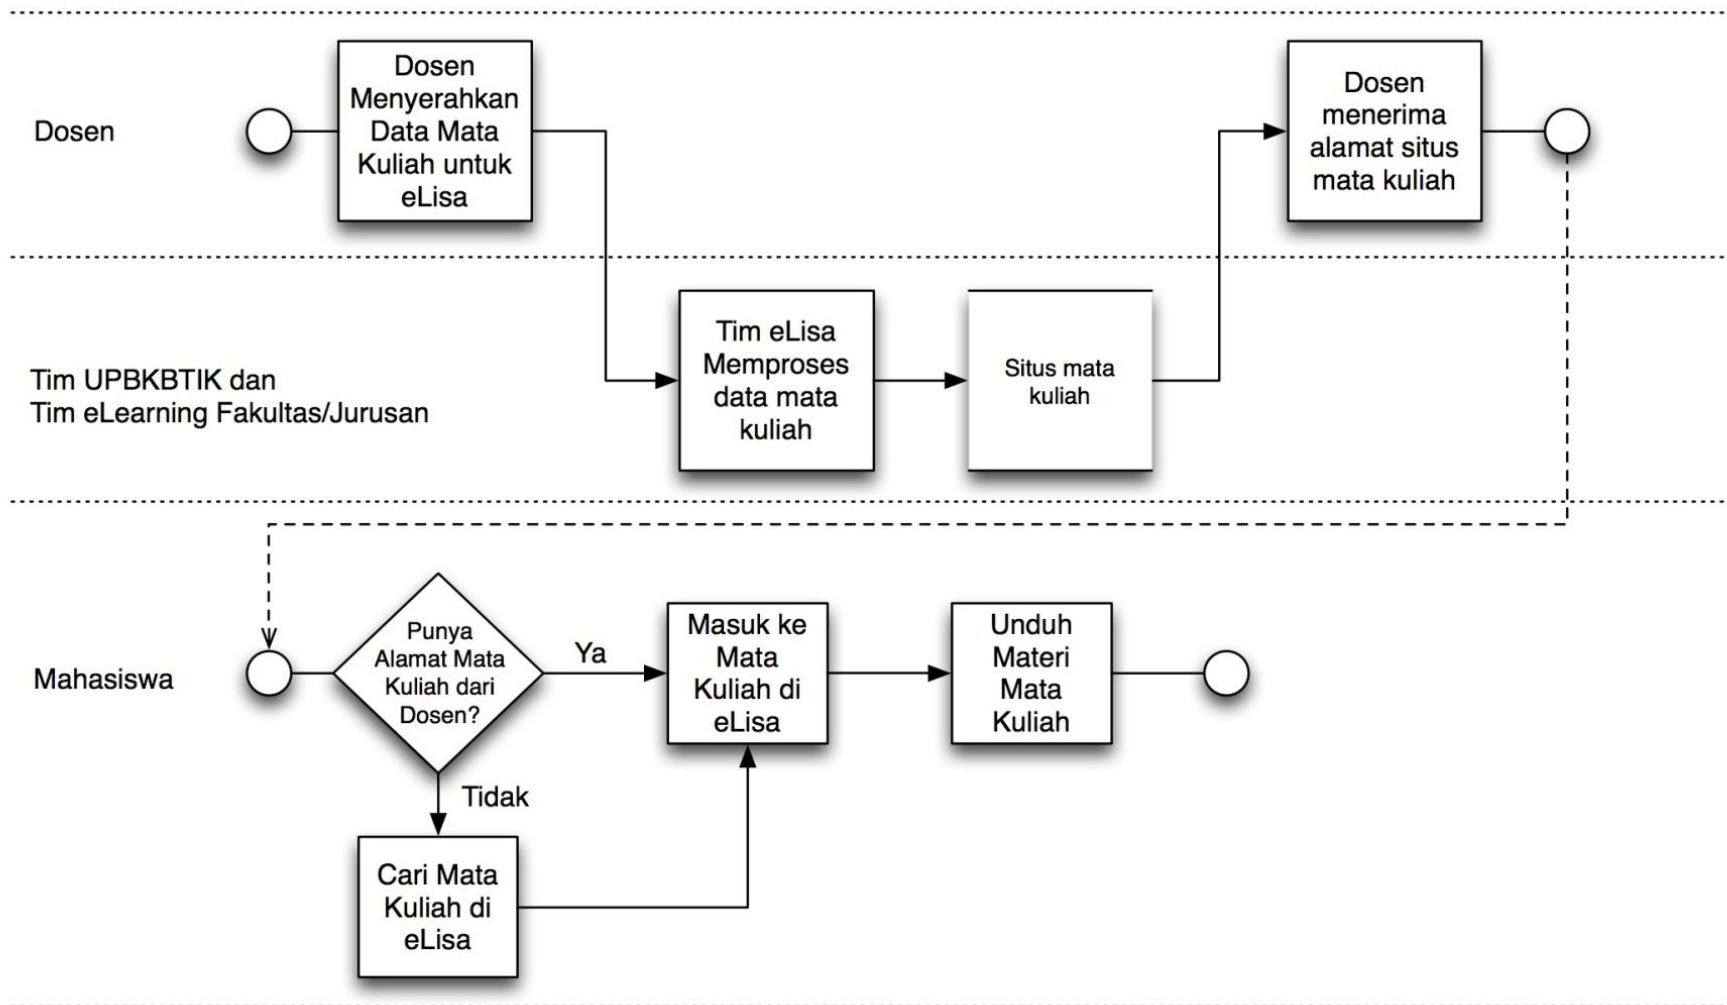 Dosen
Dosen
Menyerahkan
Data Mata
Kuliah untuk
eLisa
Dosen
menerima
alamat situs
mata kuliah
Tim UPBKBTIK dan
Tim eLearning Fakultas/Jurusan
Tim eLisa
Memproses
data mata
kuliah
Situs mata
kuliah
Mahasiswa
Punya
Alamat Mata
Kuliah dari
Dosen?
Ya
Masuk ke
Mata
Kuliah di
eLisa
Unduh
Materi
Mata
Kuliah
Tidak
Cari Mata
Kuliah di
eLisa